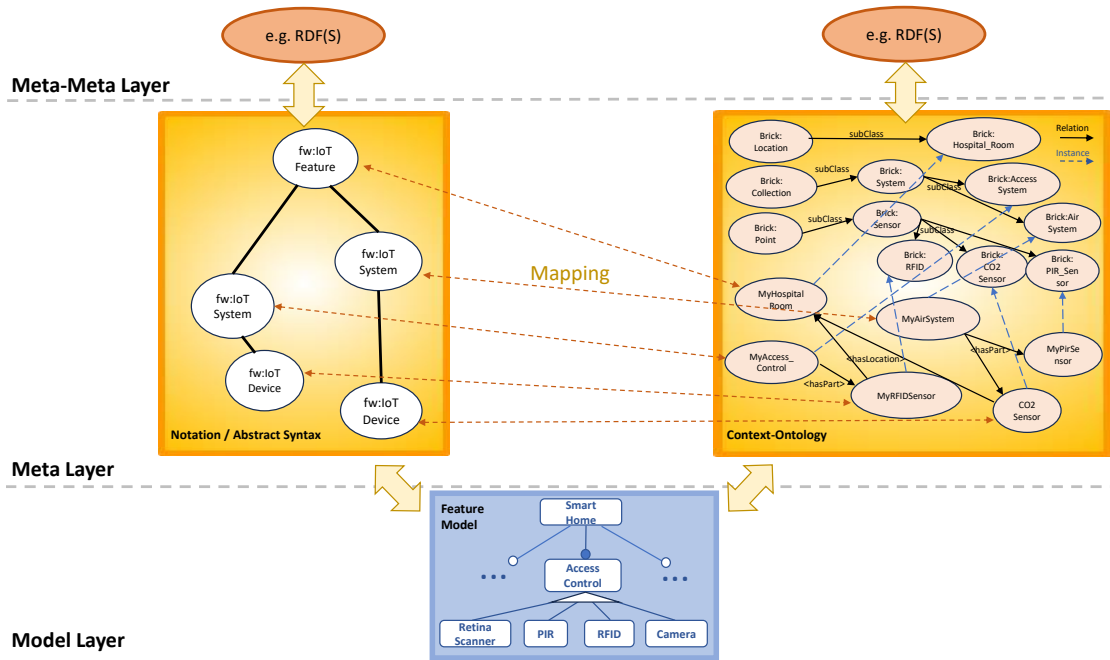 e.g. RDF(S)
e.g. RDF(S)
Meta-Meta Layer
fw:IoT
Feature
fw:IoT
System
fw:IoT
System
fw:IoT
Device
fw:IoT
Device
Notation / Abstract Syntax
Mapping
Brick:
Location
subClass
Brick:
Hospital_Room
Relation
Instance
Brick:
Collection
subClass
Brick:
System
subClass
Brick:Access
System
Brick:
Point
subClass
Brick:
Sensor
subClass
Brick:Air
System
Brick:
RFID
Brick:
CO2
Sensor
Brick:
PIR_Sen
sor
MyHospital
Room
MyAirSystem
MyAccess_
Control
<hasLocation>
<hasPart>
MyPirSe
nsor
<hasPart>
MyRFIDSensor
CO2
Sensor
Context-Ontology
Meta Layer
Feature
Model
Smart
Home
• • •
Access
Control
• • •
Retina
Scanner
PIR
RFID
Camera
Model Layer